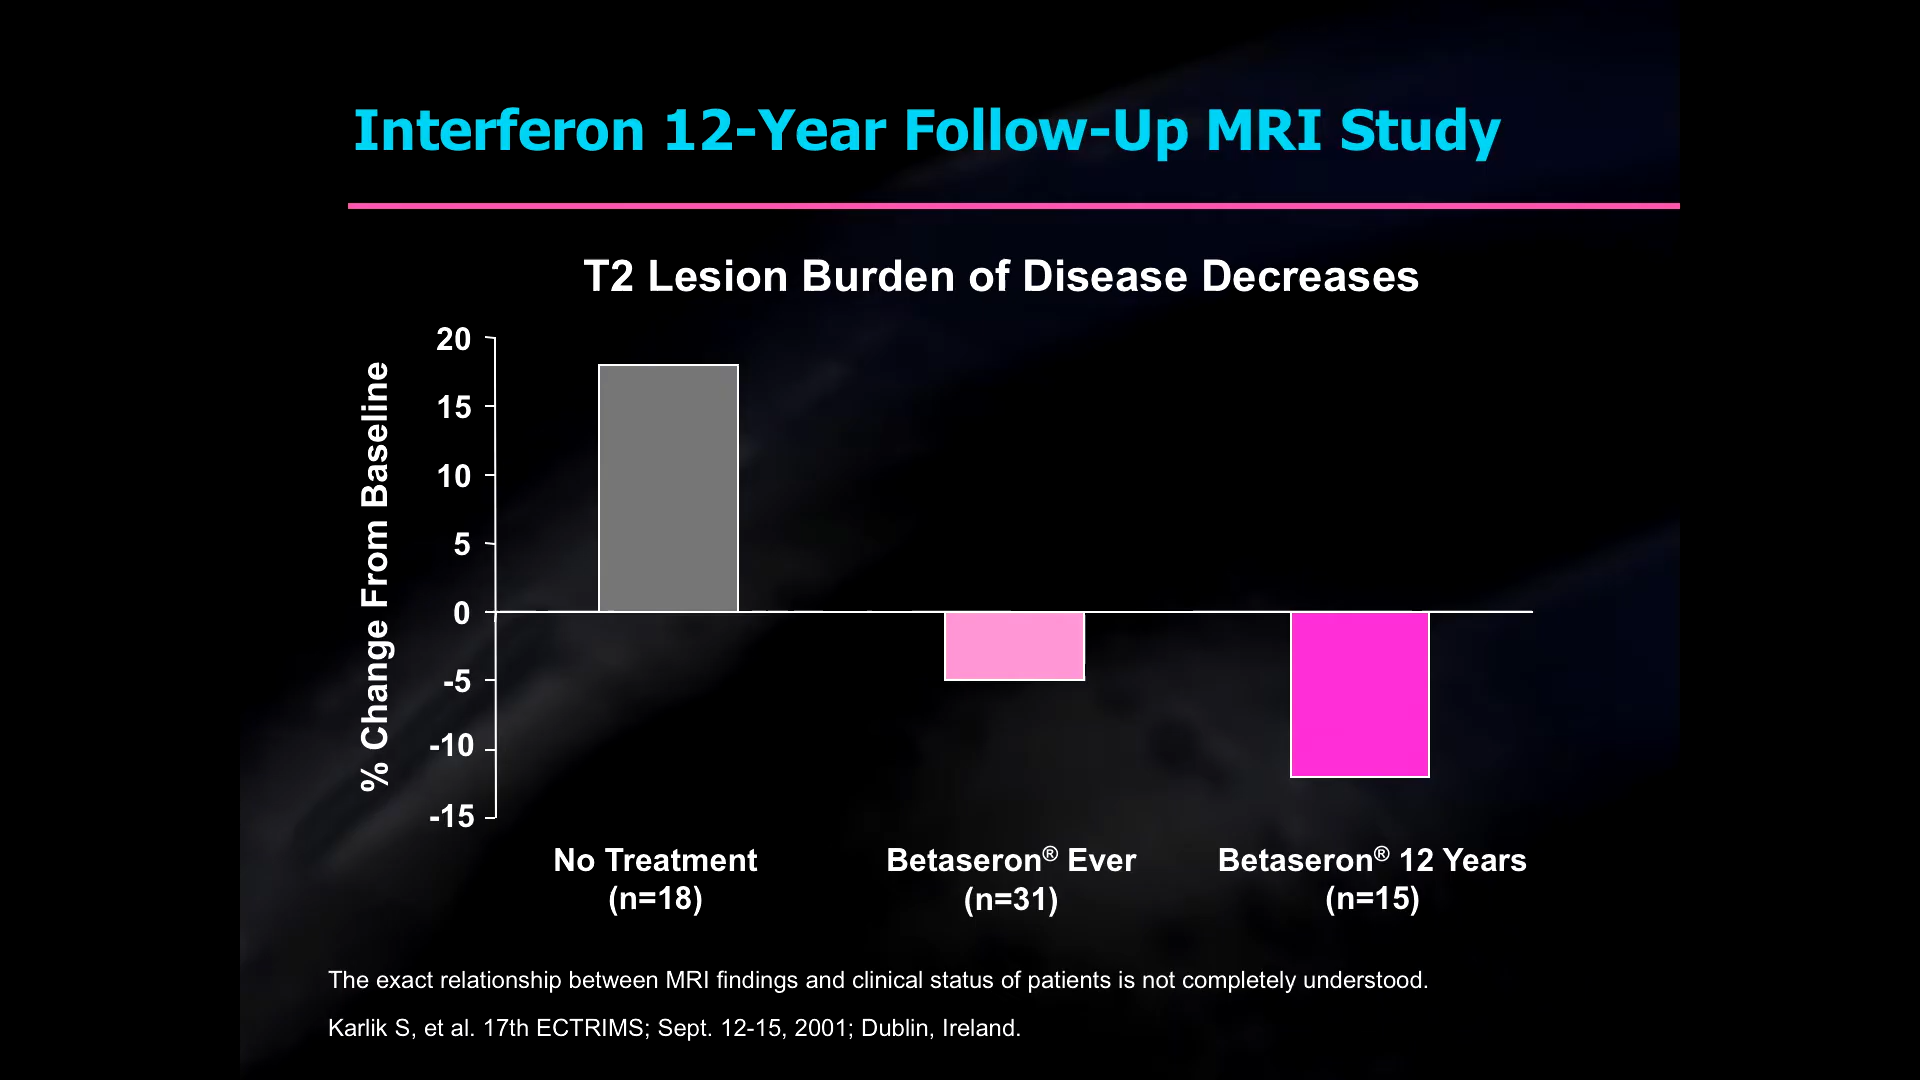 Interferon 12-Year Follow-Up MRI Study
T2 Lesion Burden of Disease Decreases
% Change From Baseline
20
15
10
5
0
-5
-10
-15
No Treatment
(n=18)
Betaseron® Ever
(n=31)
Betaseron® 12 Years
(n=15)
The exact relationship between MRI findings and clinical status of patients is not completely understood.
Karlik S, et al. 17th ECTRIMS; Sept. 12-15, 2001; Dublin, Ireland.